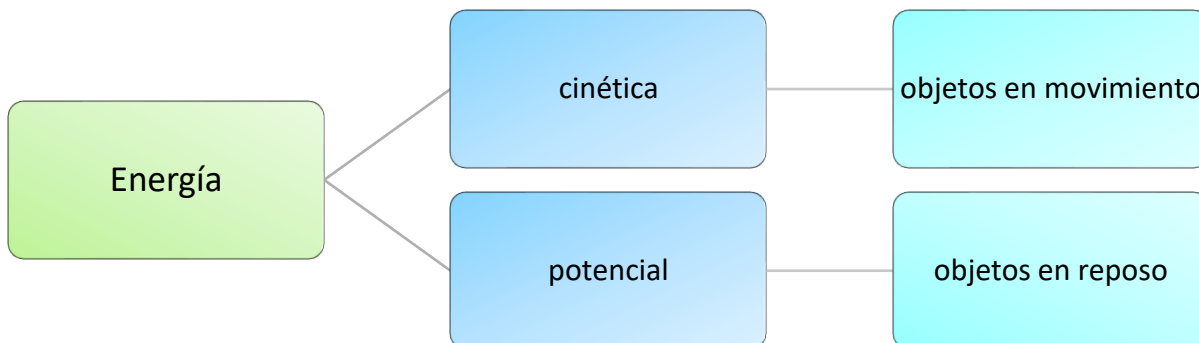 Energía
cinética
objetos en movimiento
potencial
objetos en reposo